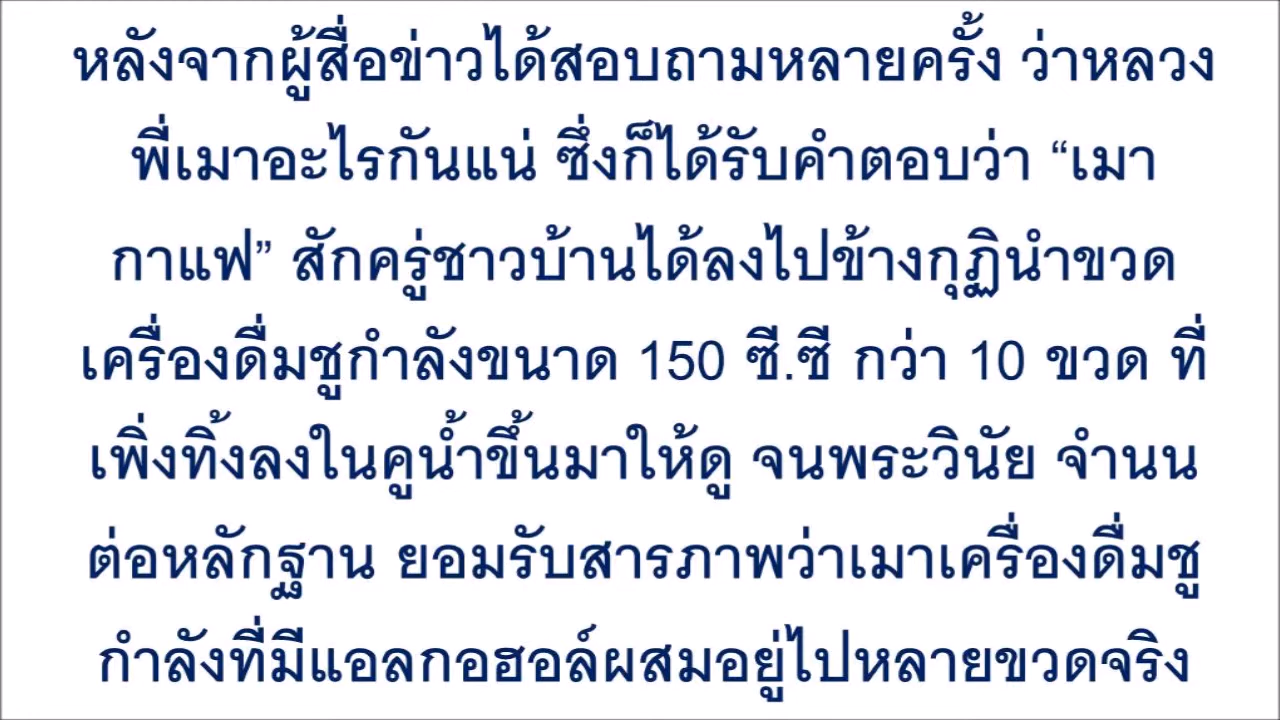 หลังจากผู้สื่อข่าวได้สอบถามหลายครั้ง ว่าหลวง
พี่เมาอะไรกันแน่ ซึ่งก็ได้รับคำตอบว่า “เมา
กาแฟ” สักครู่ชาวบ้านได้ลงไปข้างกุฏินำขวด
เครื่องดื่มชูกำลังขนาด 150 ซี.ซี กว่า 10 ขวด ที่
เพิ่งทิ้งลงในคูน้ำขึ้นมาให้ดู จนพระวินัย จำนน
ต่อหลักฐาน ยอมรับสารภาพว่าเมาเครื่องดื่มชู
กำลังที่มีแอลกอฮอล์ผสมอยู่ไปหลายขวดจริง